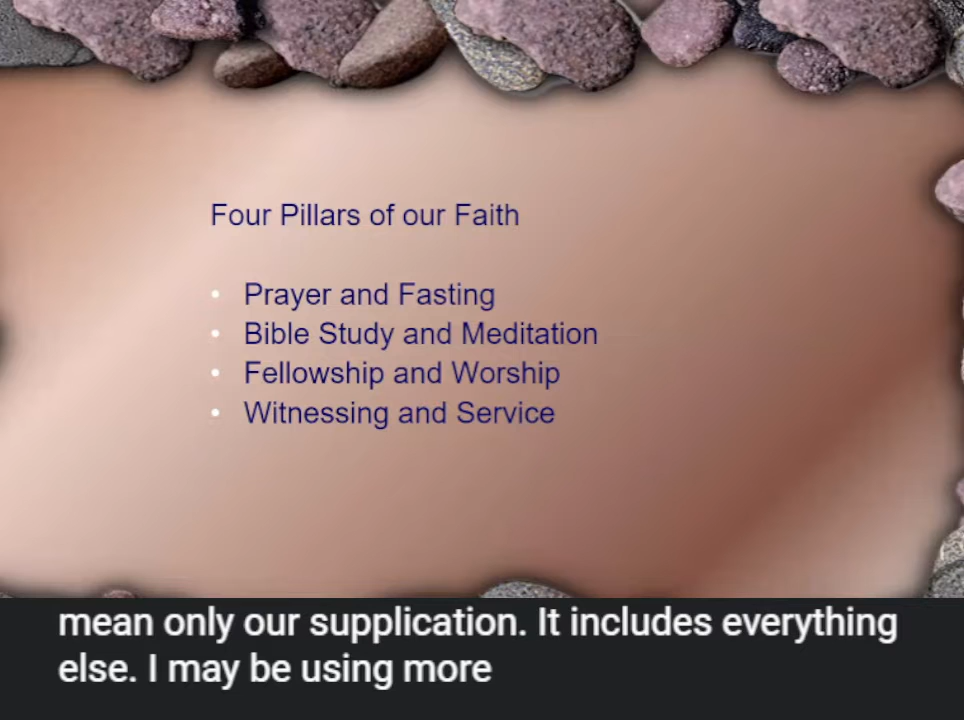 Four Pillars of our Faith
• Prayer and Fasting
• Bible Study and Meditation
• Fellowship and Worship
• Witnessing and Service
mean only our supplication. It includes everything
else. I may be using more